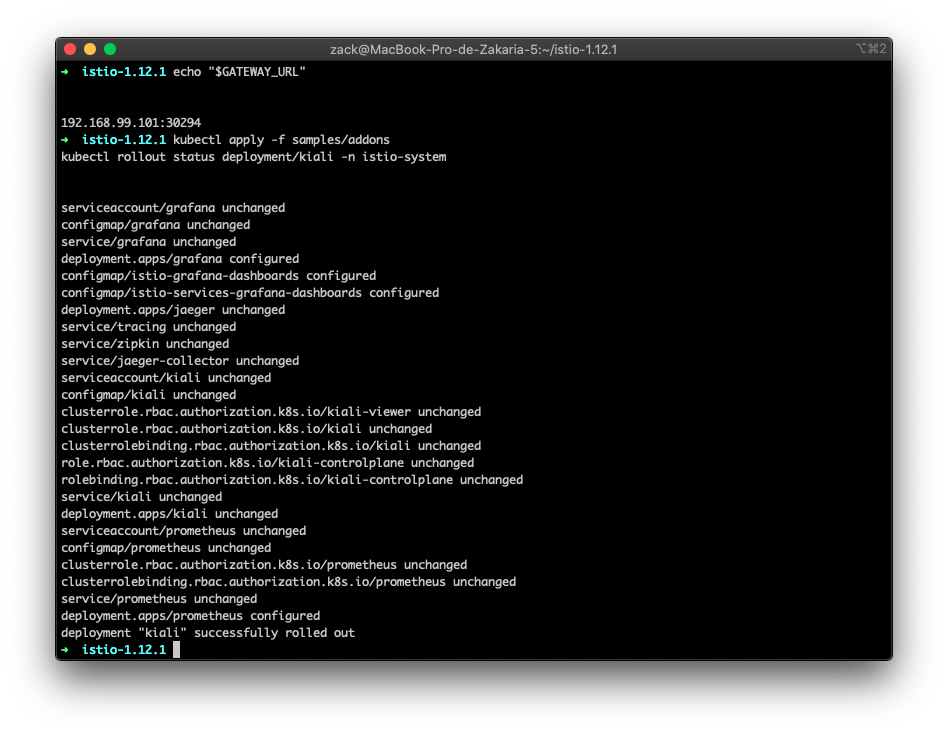 zack@MacBook-Pro-de-Zakaria-5:~/istio-1.12.1
⌥⌘2
➜ istio-1.12.1 echo "$GATEWAY_URL"
192.168.99.101:30294
➜ istio-1.12.1 kubectl apply -f samples/addons
kubectl rollout status deployment/kiali -n istio-system
serviceaccount/grafana unchanged
configmap/grafana unchanged
service/grafana unchanged
deployment.apps/grafana configured
configmap/istio-grafana-dashboards configured
configmap/istio-services-grafana-dashboards configured
deployment.apps/jaeger unchanged
service/tracing unchanged
service/zipkin unchanged
service/jaeger-collector unchanged
serviceaccount/kiali unchanged
configmap/kiali unchanged
clusterrole.rbac.authorization.k8s.io/kiali-viewer unchanged
clusterrole.rbac.authorization.k8s.io/kiali unchanged
clusterrolebinding.rbac.authorization.k8s.io/kiali unchanged
role.rbac.authorization.k8s.io/kiali-controlplane unchanged
rolebinding.rbac.authorization.k8s.io/kiali-controlplane unchanged
service/kiali unchanged
deployment.apps/kiali unchanged
serviceaccount/prometheus unchanged
configmap/prometheus unchanged
clusterrole.rbac.authorization.k8s.io/prometheus unchanged
clusterrolebinding.rbac.authorization.k8s.io/prometheus unchanged
service/prometheus unchanged
deployment.apps/prometheus configured
deployment "kiali" successfully rolled out
➜ istio-1.12.1